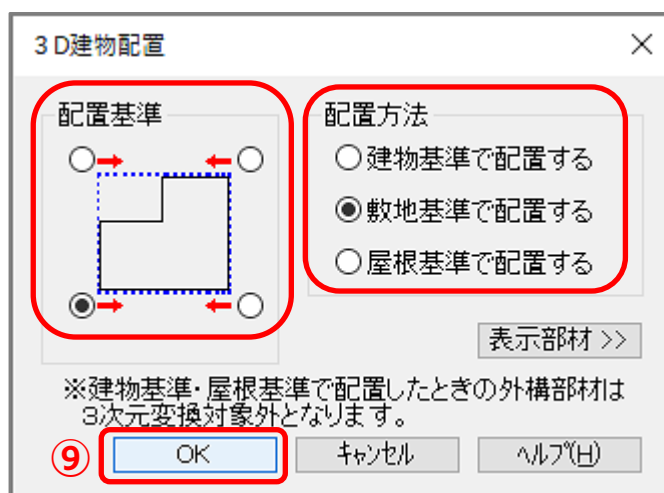 3D建物配置
配置基準
配置方法
建物基準で配置する
敷地基準で配置する
屋根基準で配置する
表示部材 >>
※建物基準・屋根基準で配置したときの外構部材は
3次元変換対象外となります。
⑨
OK
キャンセル
ヘルプ(H)